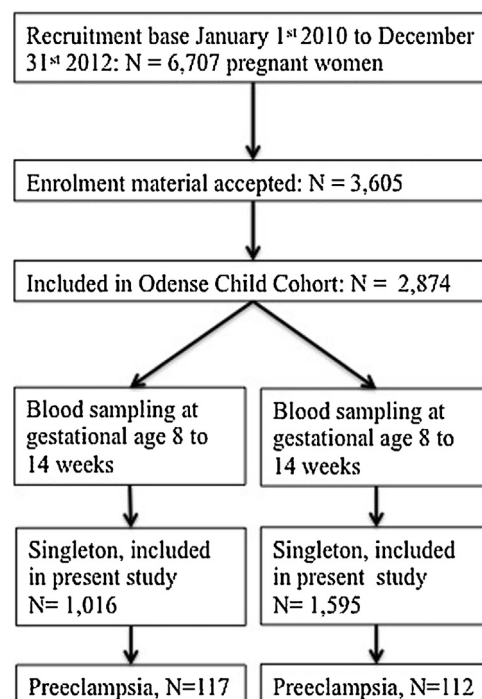 Recruitment base January 1st 2010 to December
31st 2012: N = 6,707 pregnant women
Enrolment material accepted: N = 3,605
Included in Odense Child Cohort: N = 2,874
Blood sampling at
gestational age 8 to
14 weeks
Blood sampling at
gestational age 8 to
14 weeks
Singleton, included
in present study
N= 1,016
Singleton, included
in present study
N= 1,595
Preeclampsia, N=117
Preeclampsia, N=112